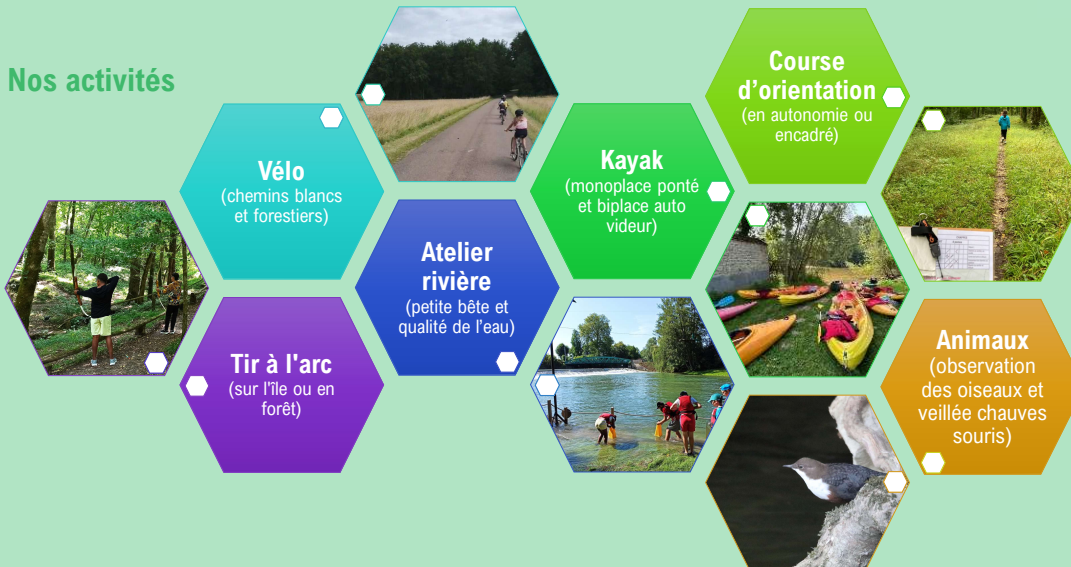 Nos activités
Vélo
(chemins blancs
et forestiers)
Tir à l'arc
(sur l'île ou en
forêt)
Atelier
rivière
(petite bête et
qualité de l'eau)
Kayak
(monoplace ponté
et biplace auto
videur)
Course
d'orientation
(en autonomie ou
encadré)
Animaux
(observation
des oiseaux et
veillée chauves
souris)